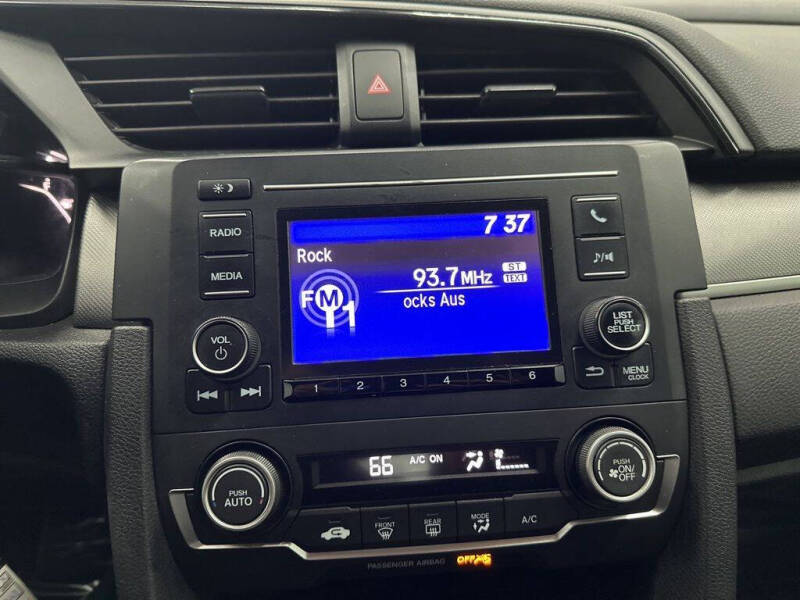 7 37
RADIO
Rock
MEDIA
93.7MHz
ST
TEXT
FM
1
ocks Aus
VOL
LIST
PUSH
SELECT
MENU
CLOCK
1 2 3 4 5 6
66 A/C ON
PUSH
AUTO
PUSH
ON/
OFF
FRONT
REAR
MODE
A/C
PASSENGER AIRBAG OFF